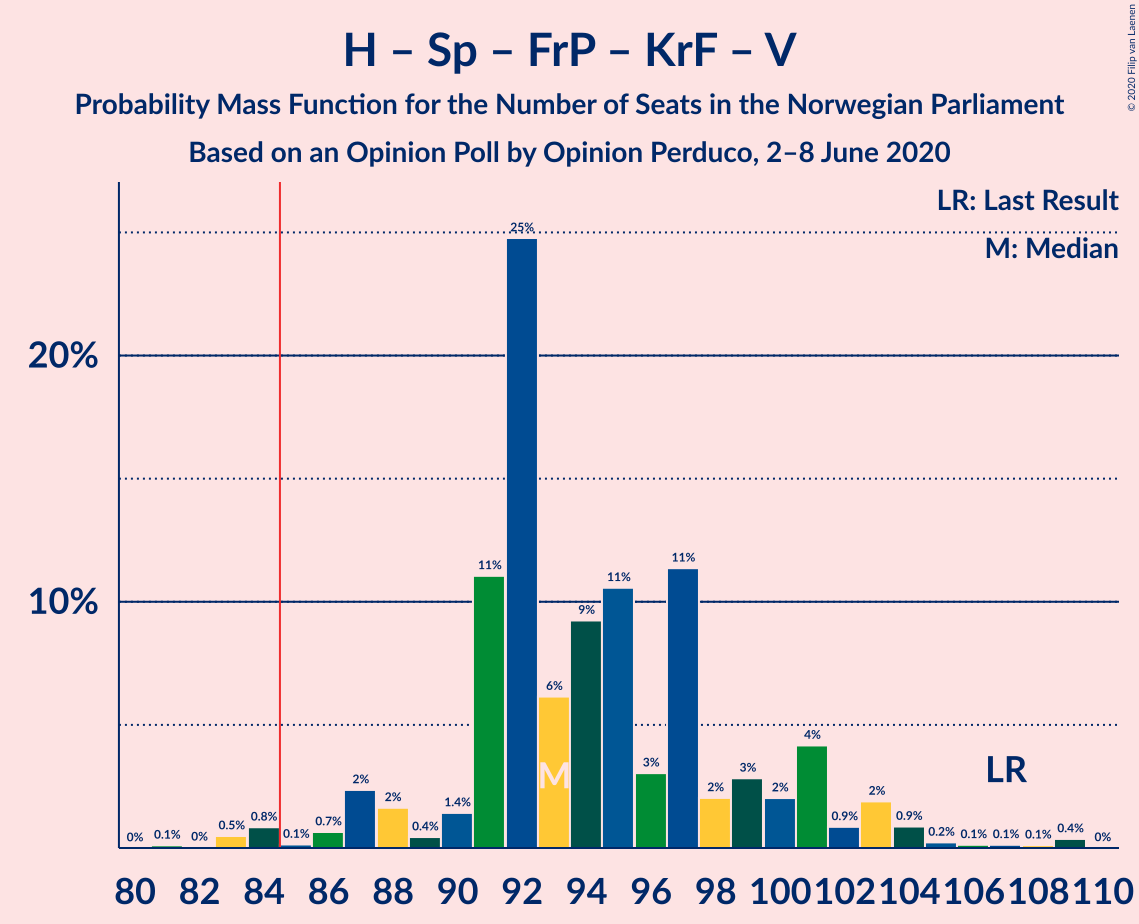 H – Sp – FrP – KrF – V
Probability Mass Function for the Number of Seats in the Norwegian Parliament
Based on an Opinion Poll by Opinion Perduco, 2–8 June 2020
© 2020 Filip van Laenen
LR: Last Result
M: Median
20%
10%
0% 0.1% 0% 0.5% 0.8% 0.1% 0.7% 2% 2% 0.4% 1.4% 11% 25% 6% 9% 11% 3% 11% 2% 3% 2% 4% 0.9% 2% 0.9% 0.2% 0.1% 0.1% 0.1% 0.4% 0%
M
LR
80 82 84 86 88 90 92 94 96 98 100 102 104 106 108 110